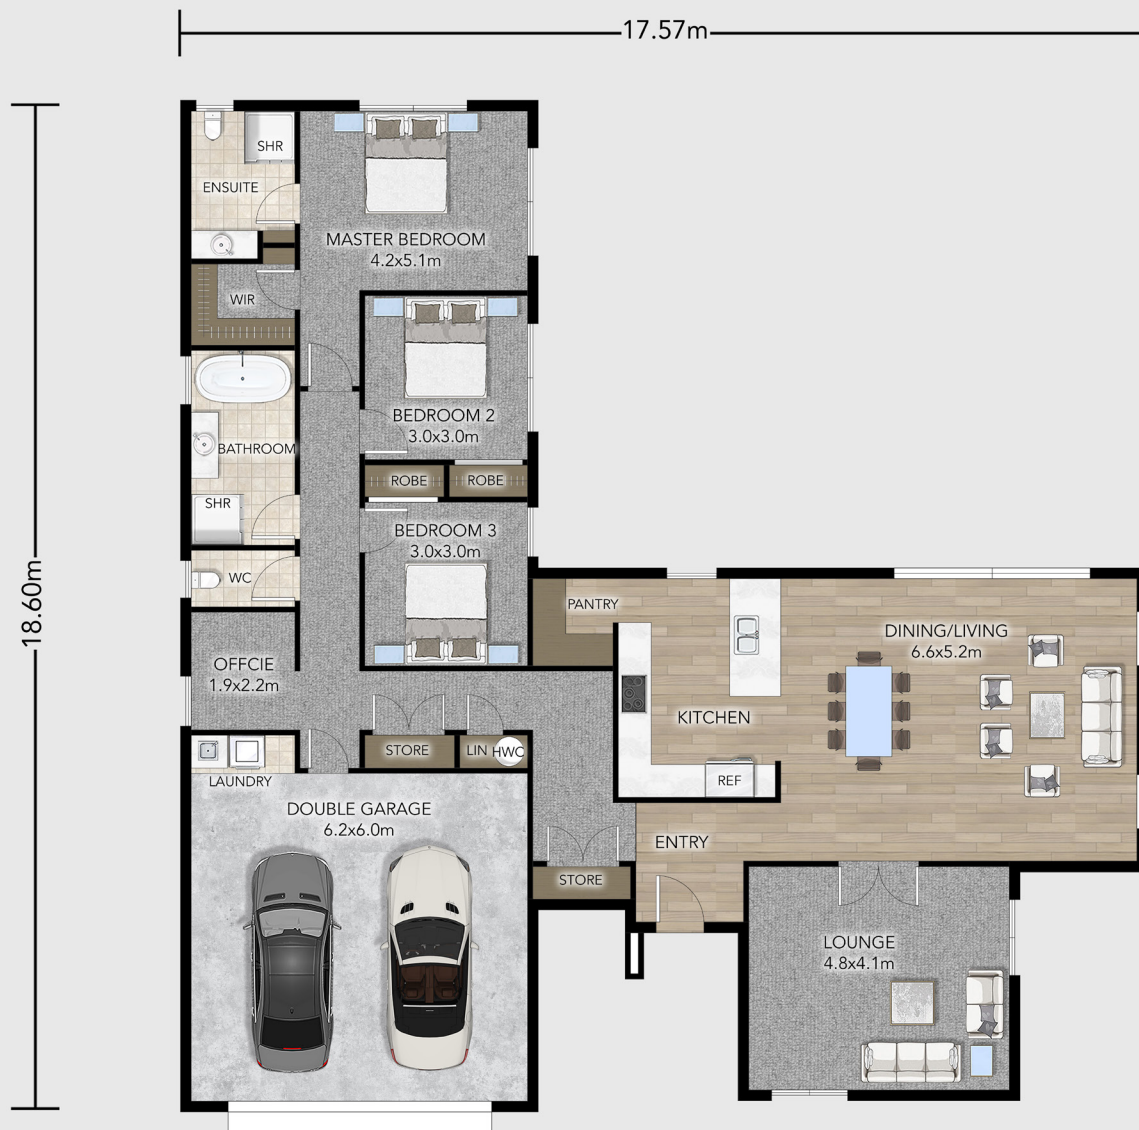 17.57m
18.60m
SHR
ENSUITE
MASTER BEDROOM
4.2x5.1m
WIR
BEDROOM 2
3.0x3.0m
BATHROOM
ROBE
ROBE
SHR
BEDROOM 3
3.0x3.0m
WC
PANTRY
DINING/LIVING
6.6x5.2m
OFFCIE
1.9x2.2m
KITCHEN
STORE
LIN
HWC
LAUNDRY
REF
DOUBLE GARAGE
6.2x6.0m
ENTRY
STORE
LOUNGE
4.8x4.1m